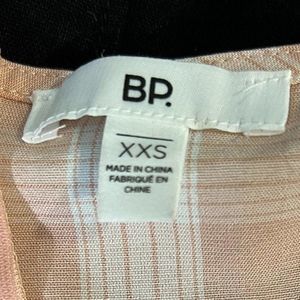 BP.
XXS
MADE IN CHINA
FABRIQUÉ EN
CHINE